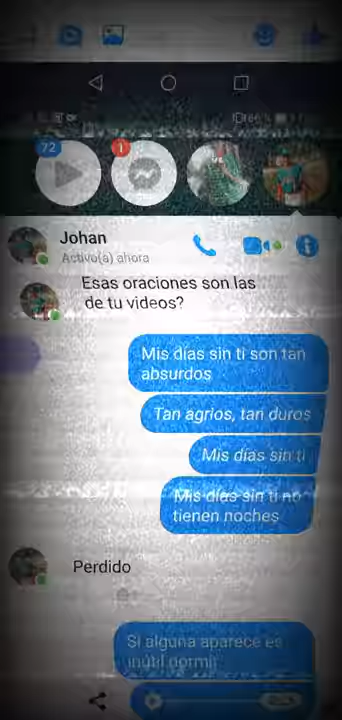 72
1
Johan
Activo(a) ahora
Esas oraciones son las
de tu videos?
Mis días sin ti son tan
absurdos
Tan agrios, tan duros
Mis días sin ti
Mis días sin ti no
tienen noches
Perdido
Si alguna aparece es
inútil dormir